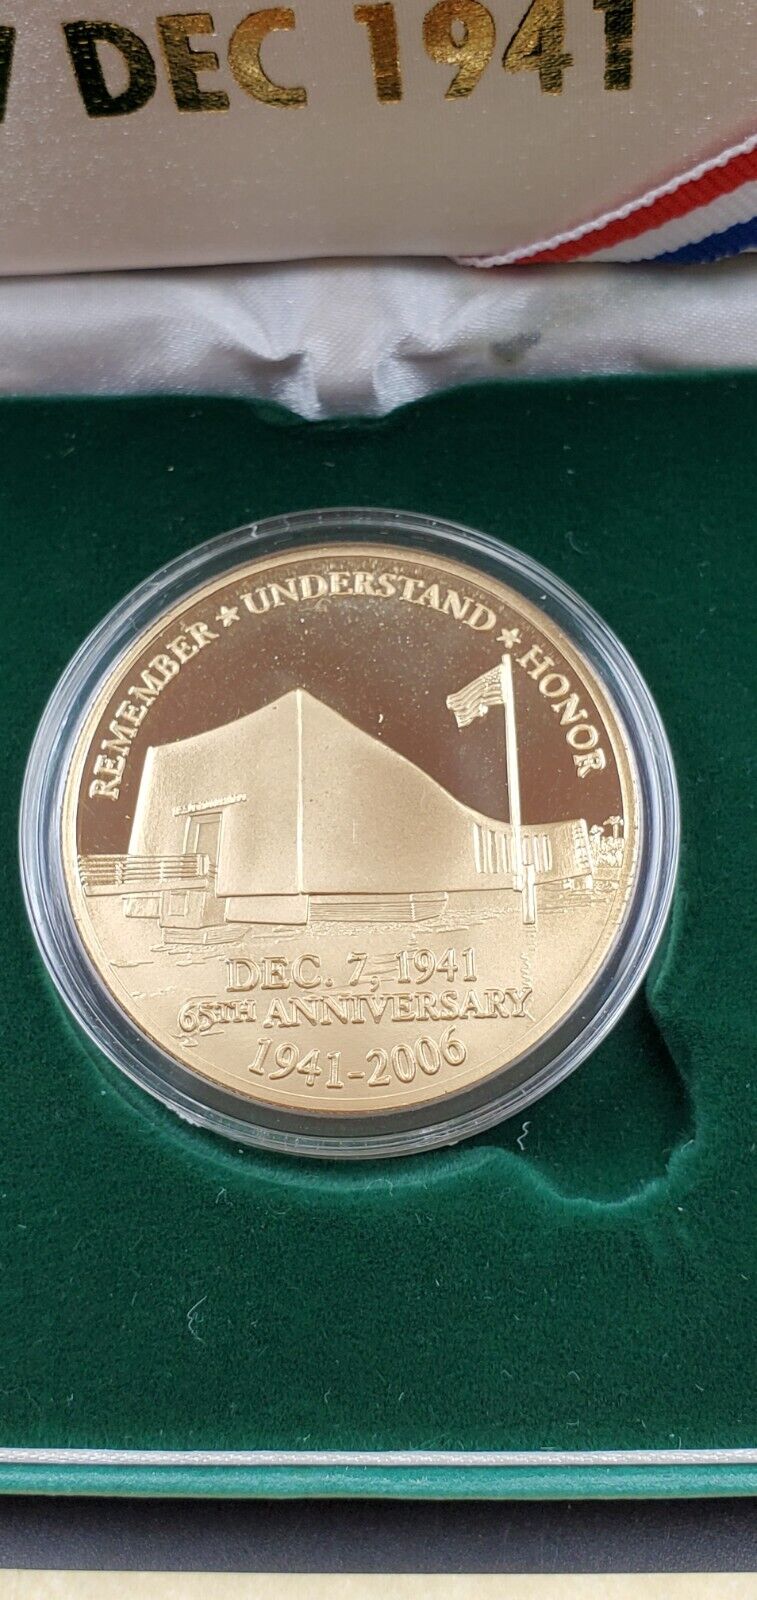 DEC 1941
REMEMBER ★ UNDERSTAND ★ HONOR
DEC. 7, 1941
65TH ANNIVERSARY
1941-2006